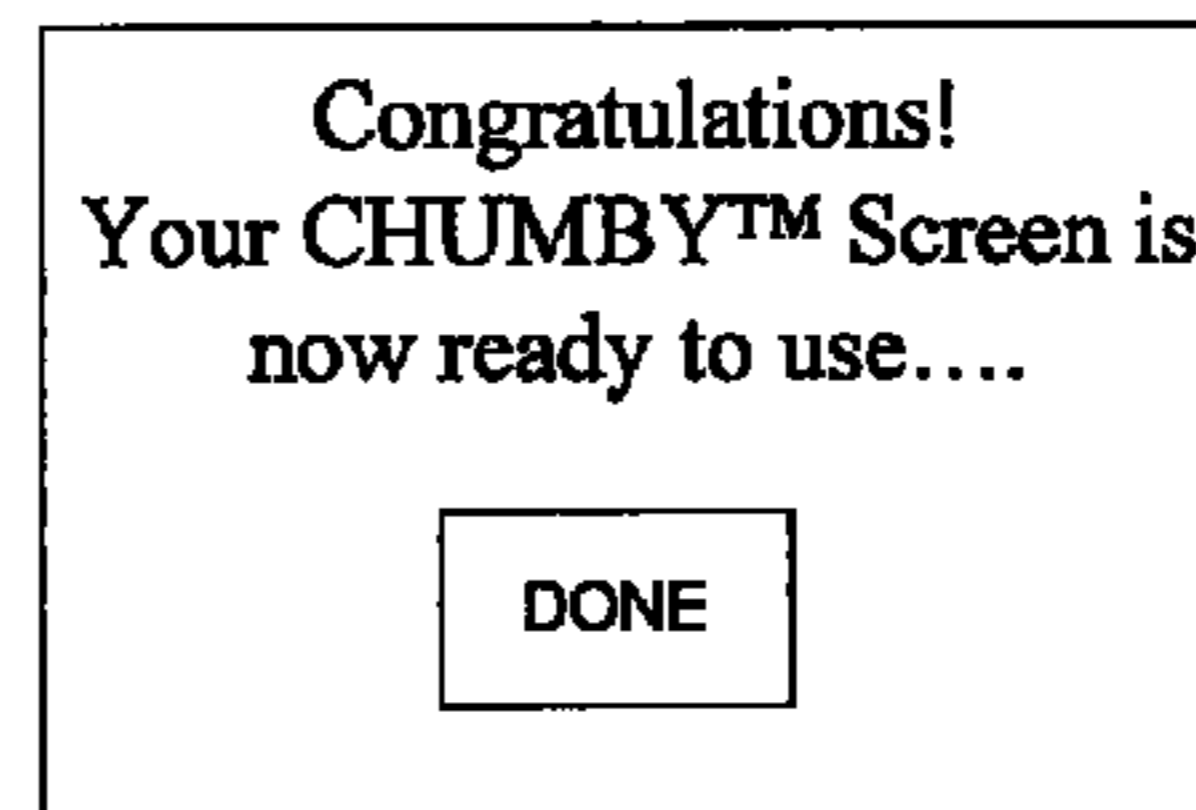 Congratulations!
Your CHUMBY™ Screen is
now ready to use....
DONE